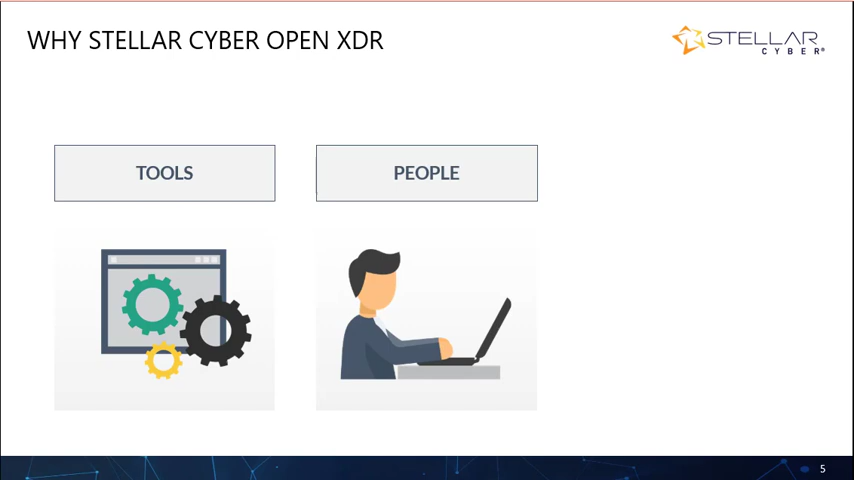 WHY STELLAR CYBER OPEN XDR
STELLAR
CYBER®
TOOLS
PEOPLE
5